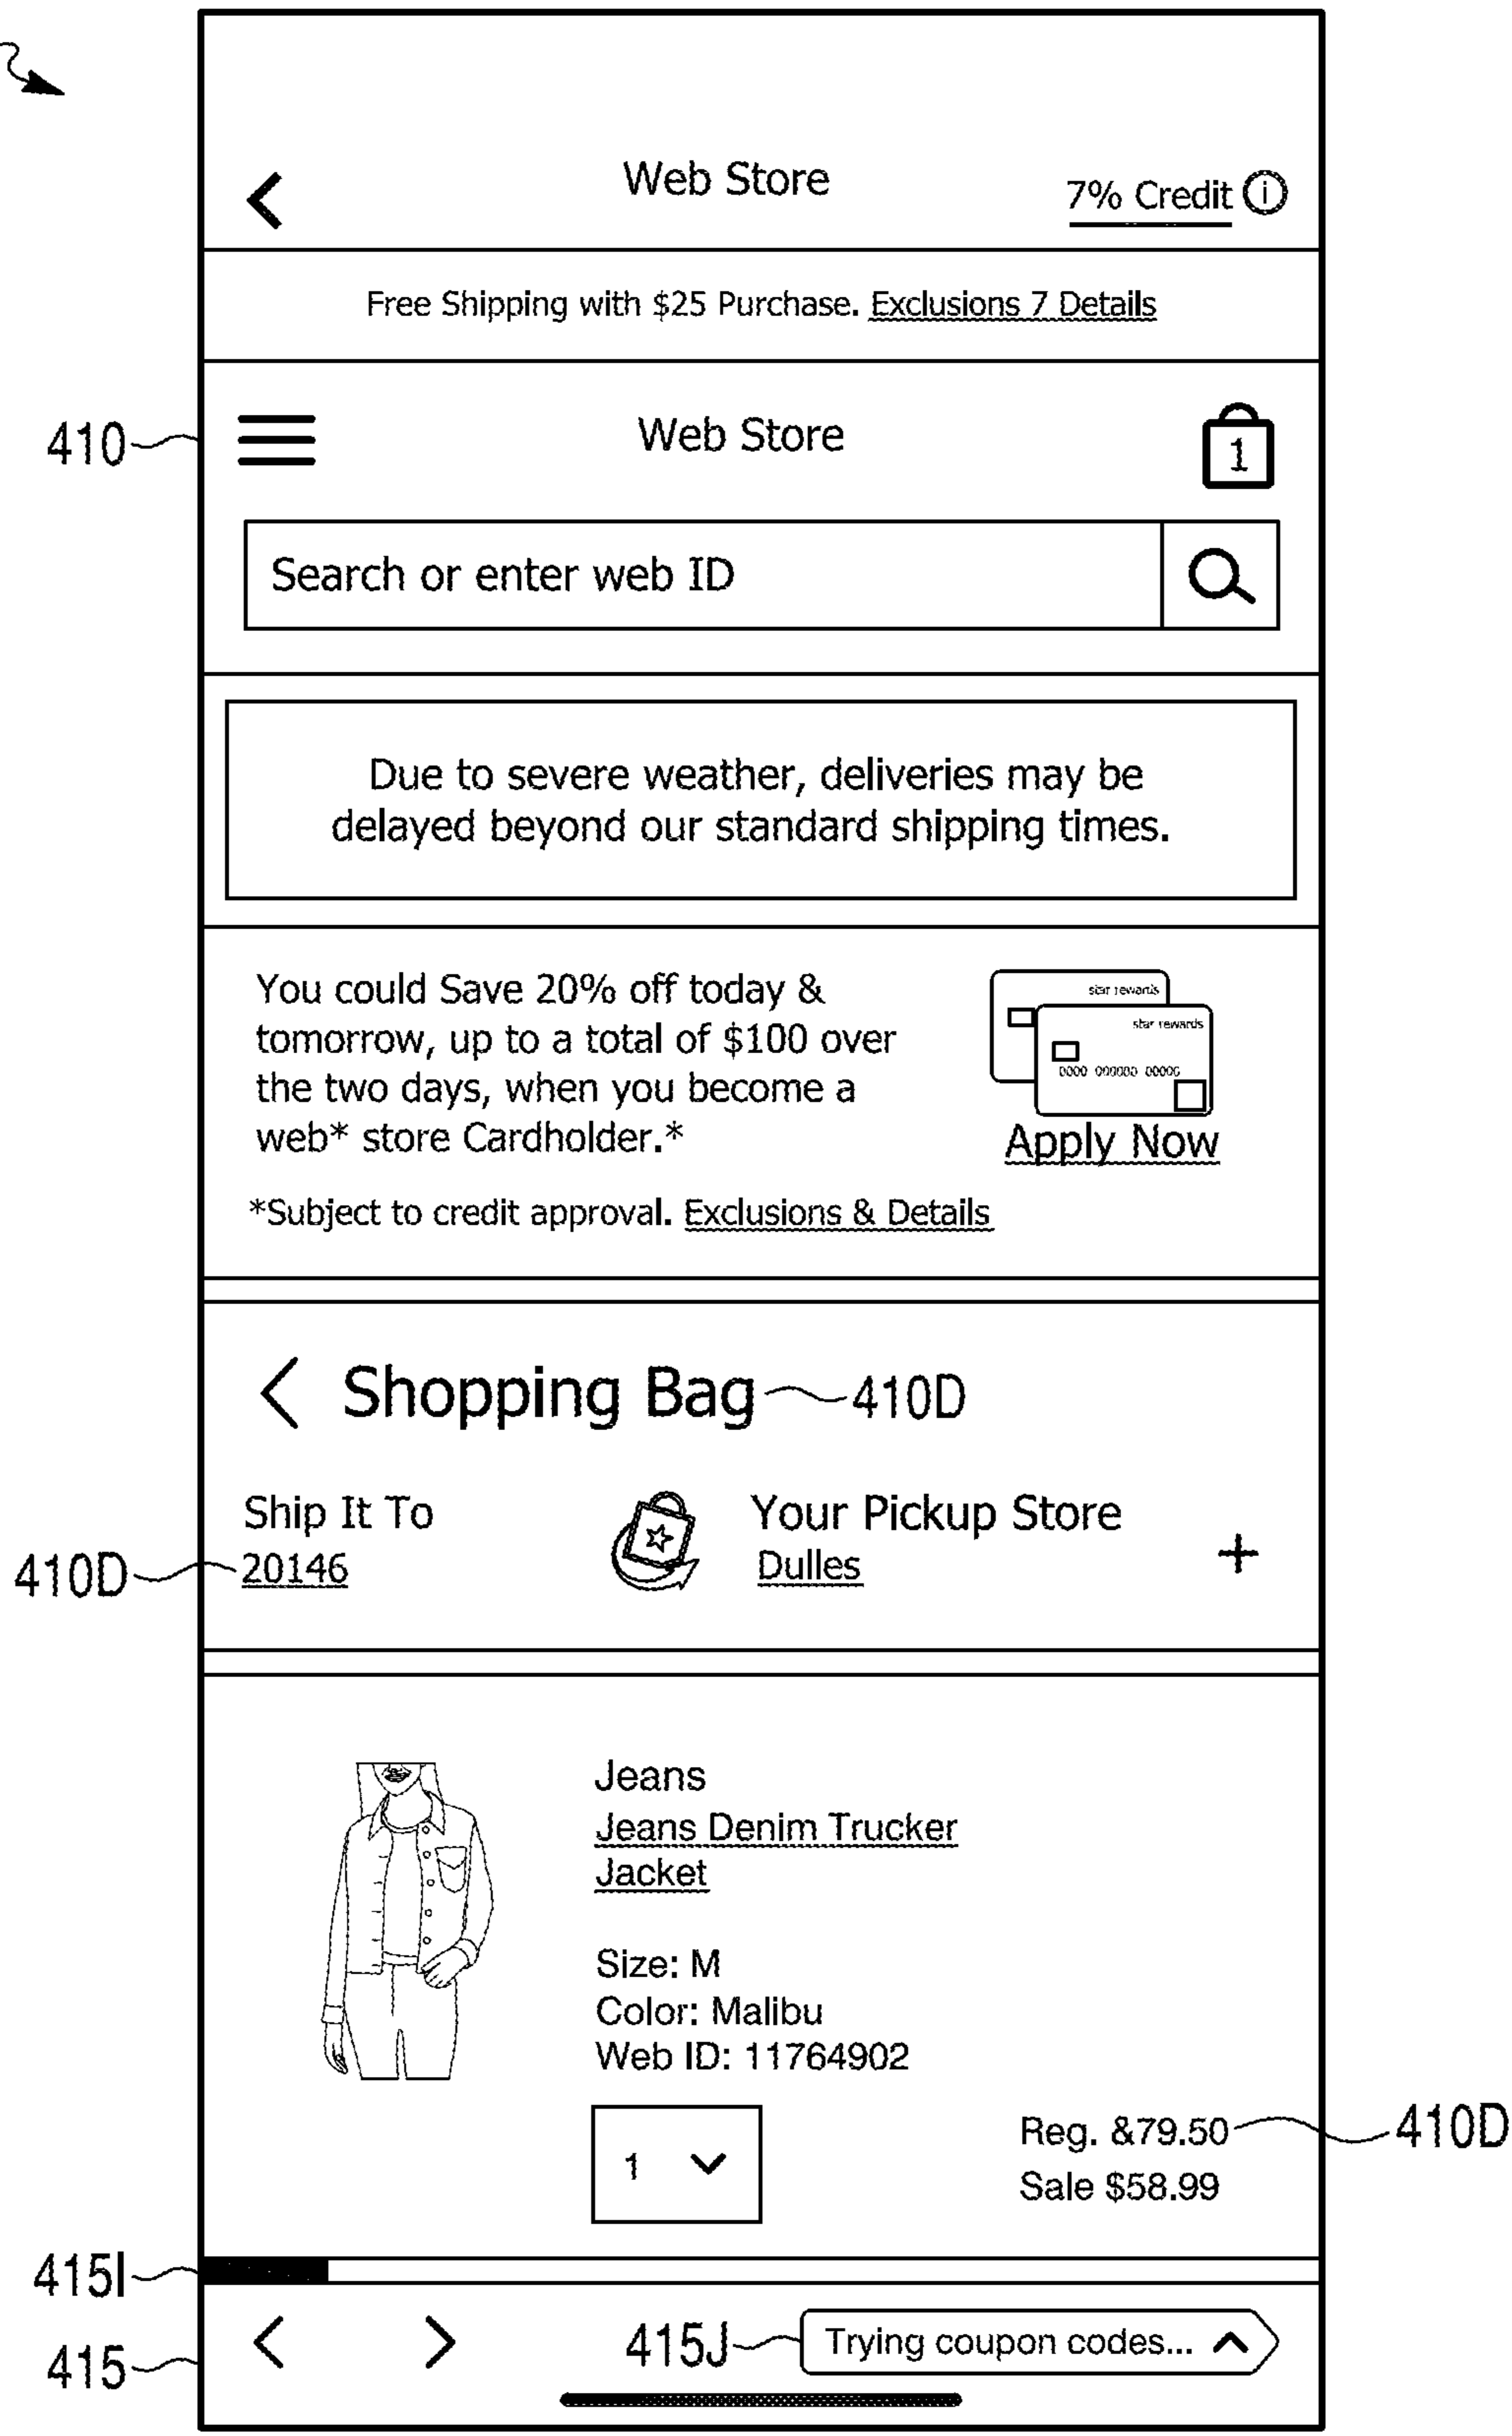 Web Store
7% Credit i
Free Shipping with $25 Purchase. Exclusions 7 Details
410
Web Store
1
Search or enter web ID
Due to severe weather, deliveries may be
delayed beyond our standard shipping times.
You could Save 20% off today &
tomorrow, up to a total of $100 over
the two days, when you become a
web* store Cardholder.*
star rewards
star rewards
Apply Now
*Subject to credit approval. Exclusions & Details
Shopping Bag
410D
Ship It To
20146
410D
Your Pickup Store
Dulles
+
Jeans
Jeans Denim Trucker
Jacket
Size: M
Color: Malibu
Web ID: 11764902
1
Reg. &79.50
410D
Sale $58.99
415I
415
415J
Trying coupon codes...